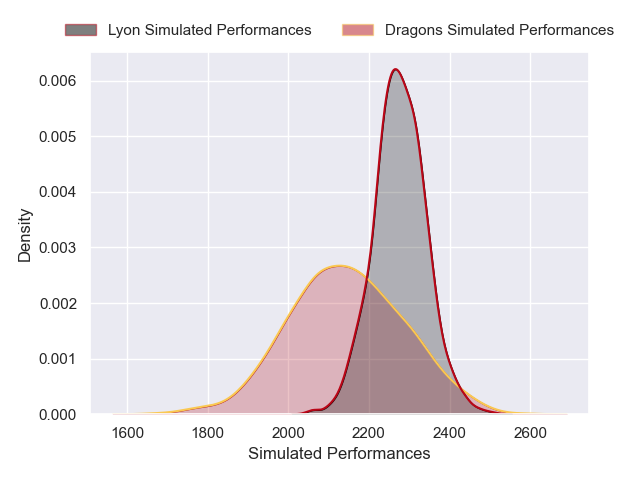 Lyon Simulated Performances
Dragons Simulated Performances
0.006
0.005
0.004
0.003
0.002
0.001
0.000
Density
1600 1800 2000 2200 2400 2600
Simulated Performances